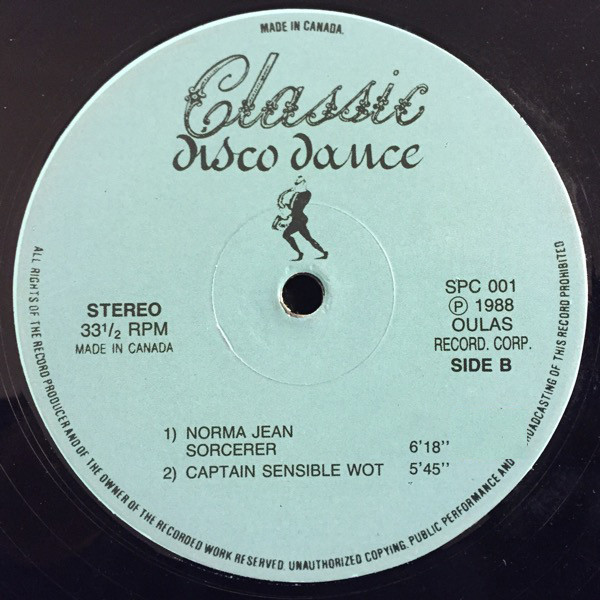 MADE IN CANADA.
Classic
disco dance
STEREO
33 1/2 RPM
MADE IN CANADA
SPC 001
Ⓟ 1988
OULAS
RECORD. CORP.
SIDE B
1) NORMA JEAN
SORCERER 6'18''
2) CAPTAIN SENSIBLE WOT 5'45''
ALL RIGHTS OF THE RECORD PRODUCER AND OF THE OWNER OF THE RECORDED WORK RESERVED. UNAUTHORIZED COPYING, PUBLIC PERFORMANCE AND BROADCASTING OF THIS RECORD PROHIBITED